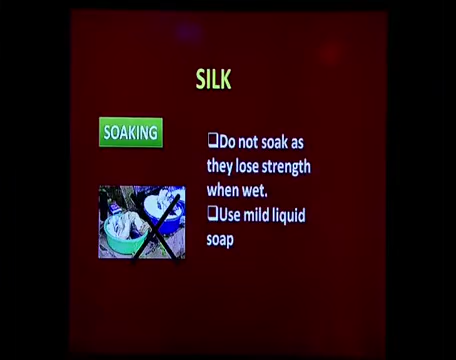 SILK
SOAKING
❑Do not soak as
they lose strength
when wet.
❑Use mild liquid
soap